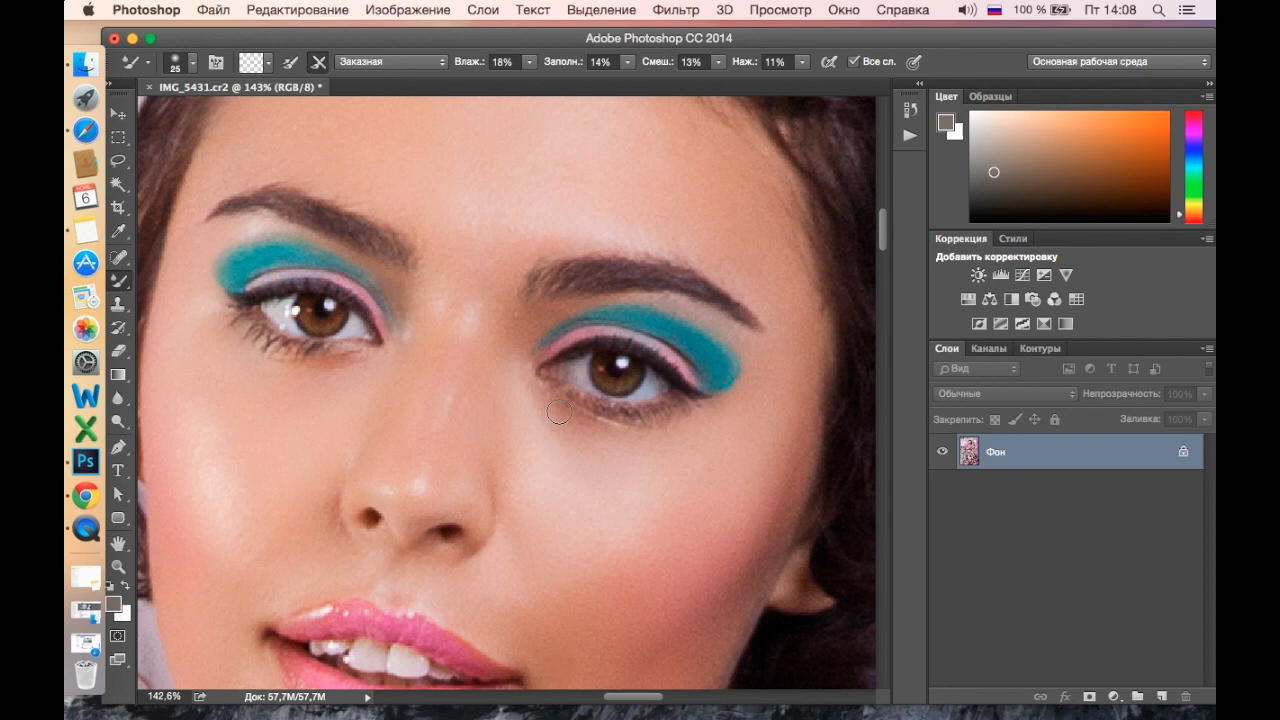 Photoshop Файл Редактирование Изображение Слои Текст Выделение Фильтр 3D Просмотр Окно Справка 100 % Пт 14:08
Adobe Photoshop CC 2014
25 Заказная Влаж.: 18% Заполн.: 14% Смеш.: 13% Наж.: 11% Все сл. Основная рабочая среда
× IMG_5431.cr2 @ 143% (RGB/8) *
Цвет Образцы
6
Коррекция Стили
Добавить корректировку
Слои Каналы Контуры
Вид
Обычные Непрозрачность: 100%
Закрепить: Заливка: 100%
Фон
Ps
142,6% Док: 57,7M/57,7M